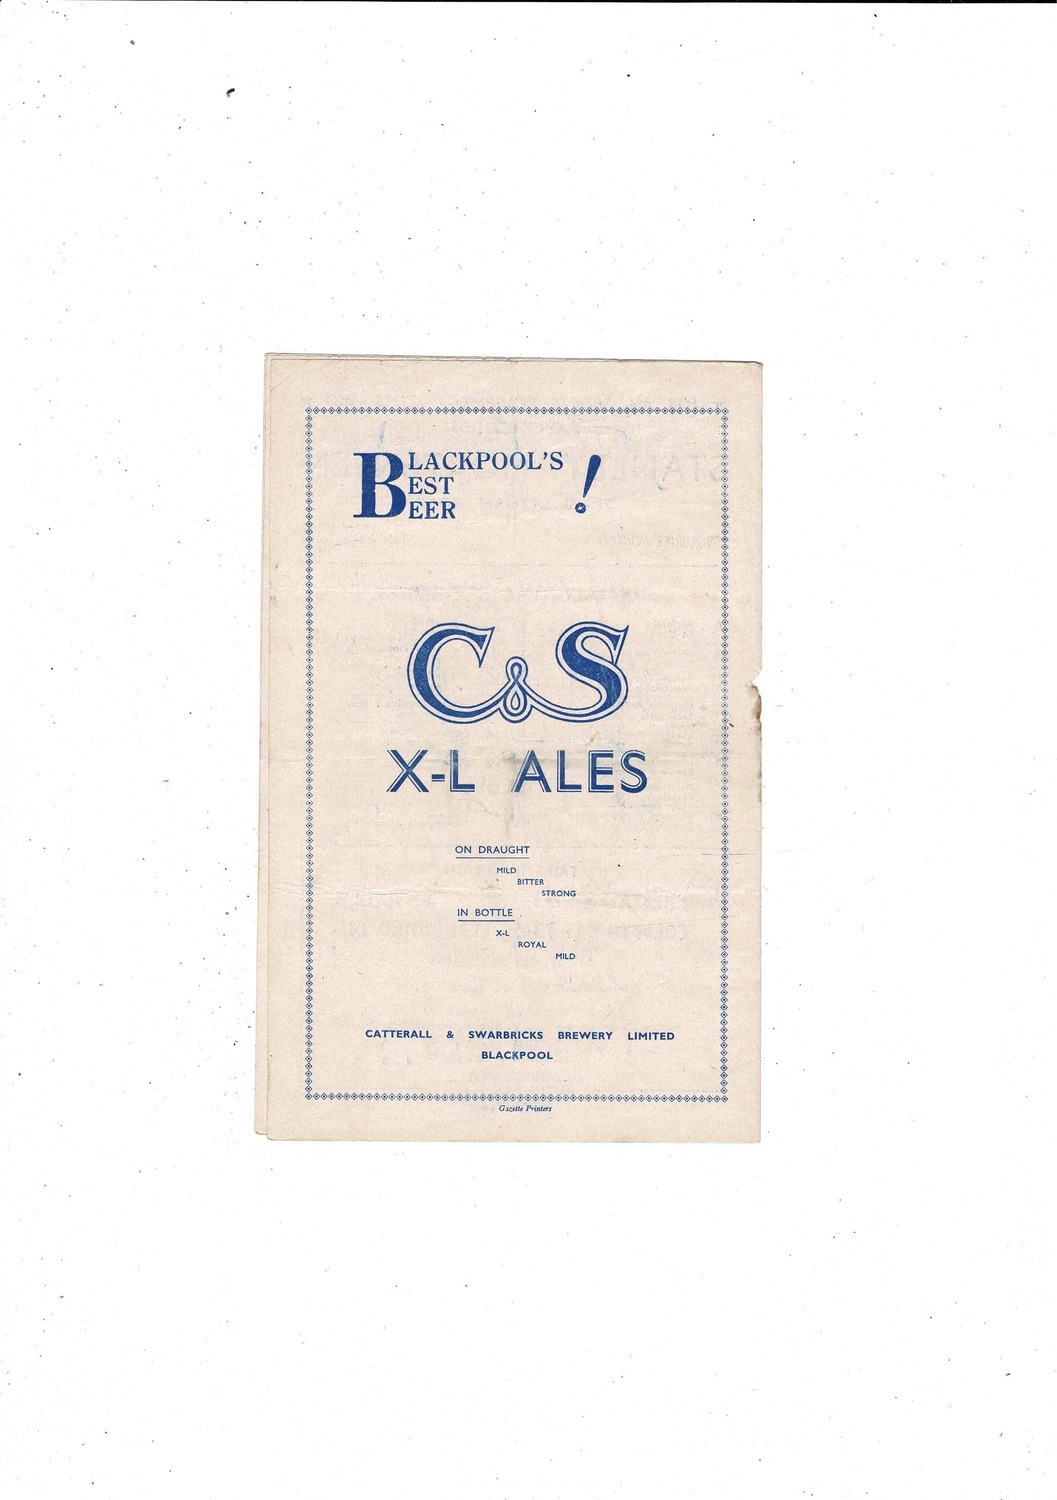 BLACKPOOL'S
BEST
BEER !
C & S
X-L ALES
ON DRAUGHT
MILD
BITTER
STRONG
IN BOTTLE
X-L
ROYAL
MILD
CATTERALL & SWARBRICKS BREWERY LIMITED
BLACKPOOL
Gazette Printers